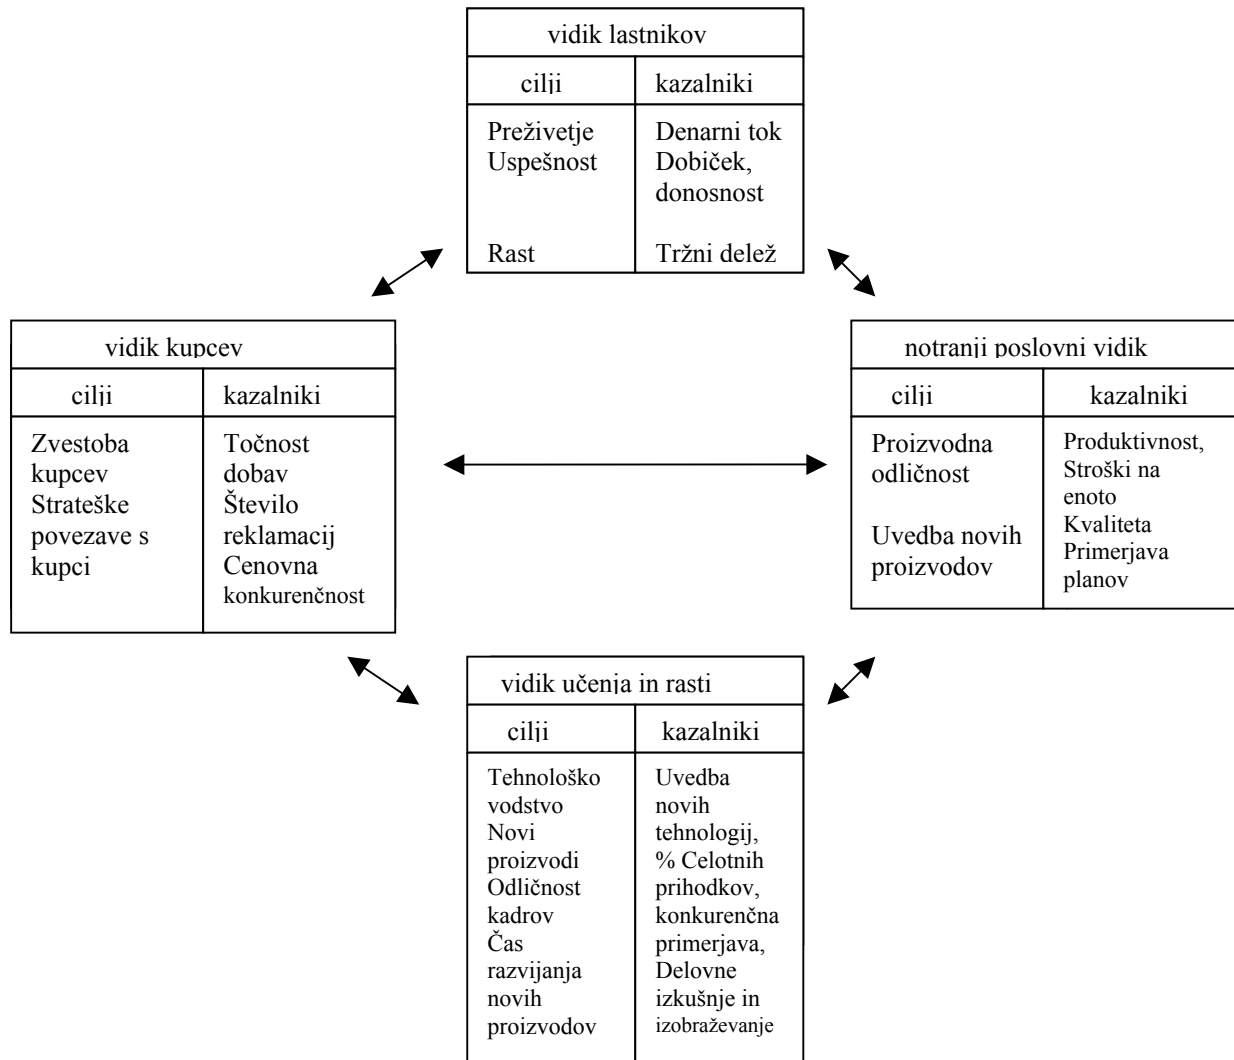 vidik lastnikov
cilji
kazalniki
Preživetje
Uspešnost
Rast
Denarni tok
Dobiček,
donosnost
Tržni delež
vidik kupcev
cilji
kazalniki
Zvestoba
kupcev
Strateške
povezave s
kupci
Točnost
dobav
Število
reklamacij
Cenovna
konkurenčnost
notranji poslovni vidik
cilji
kazalniki
Proizvodna
odličnost
Uvedba novih
proizvodov
Produktivnost,
Stroški na
enoto
Kvaliteta
Primerjava
planov
vidik učenja in rasti
cilji
kazalniki
Tehnološko
vodstvo
Novi
proizvodi
Odličnost
kadrov
Čas
razvijanja
novih
proizvodov
Uvedba
novih
tehnologij,
% Celotnih
prihodkov,
konkurenčna
primerjava,
Delovne
izkušnje in
izobraževanje